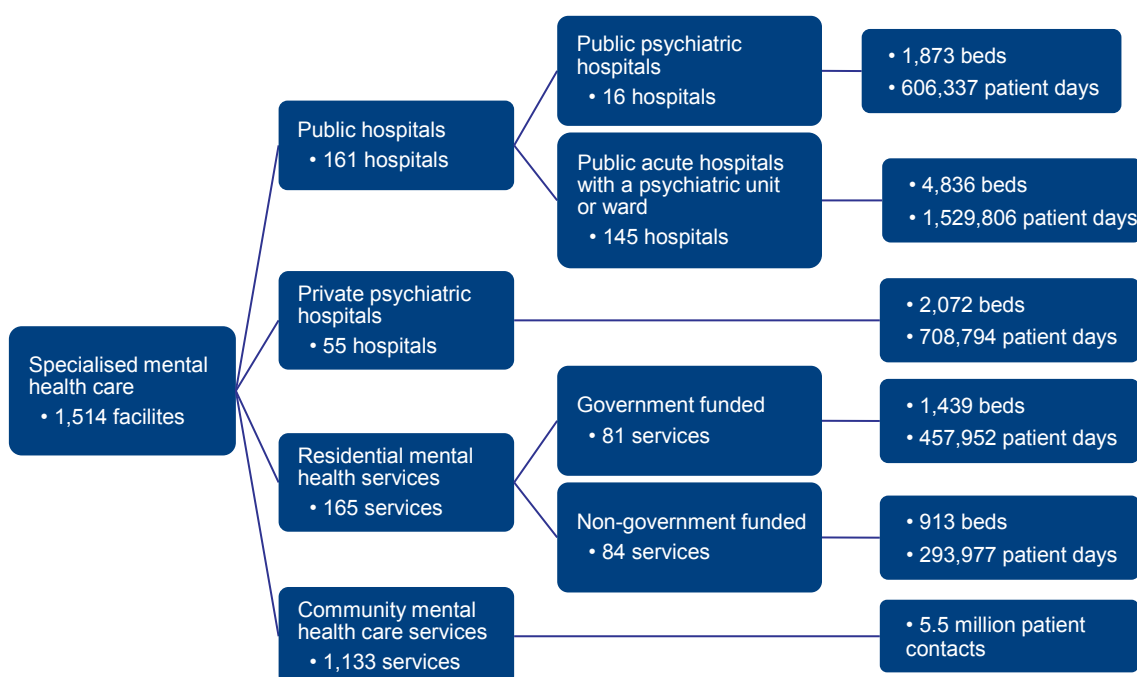 Specialised mental
health care
• 1,514 facilites
Public hospitals
• 161 hospitals
Public psychiatric
hospitals
• 16 hospitals
• 1,873 beds
• 606,337 patient days
Public acute hospitals
with a psychiatric unit
or ward
• 145 hospitals
• 4,836 beds
• 1,529,806 patient days
Private psychiatric
hospitals
• 55 hospitals
• 2,072 beds
• 708,794 patient days
Residential mental
health services
• 165 services
Government funded
• 81 services
• 1,439 beds
• 457,952 patient days
Non-government funded
• 84 services
• 913 beds
• 293,977 patient days
Community mental
health care services
• 1,133 services
• 5.5 million patient
contacts